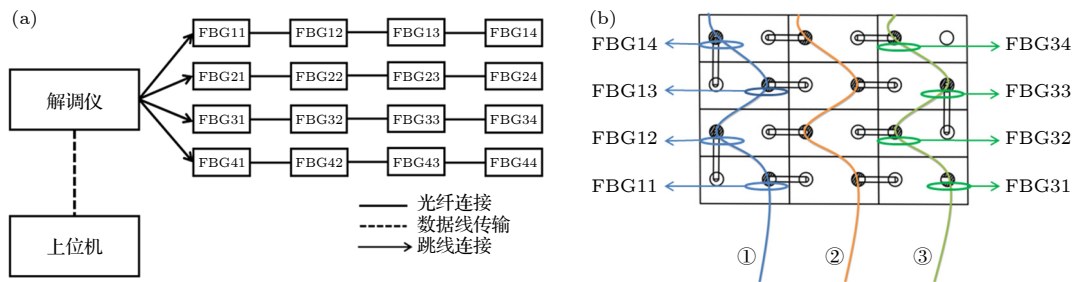 (a)
FBG11 FBG12 FBG13 FBG14
FBG21 FBG22 FBG23 FBG24
解调仪
FBG31 FBG32 FBG33 FBG34
FBG41 FBG42 FBG43 FBG44
光纤连接
数据线传输
跳线连接
上位机
(b)
FBG14 FBG34
FBG13 FBG33
FBG12 FBG32
FBG11 FBG31
① ② ③